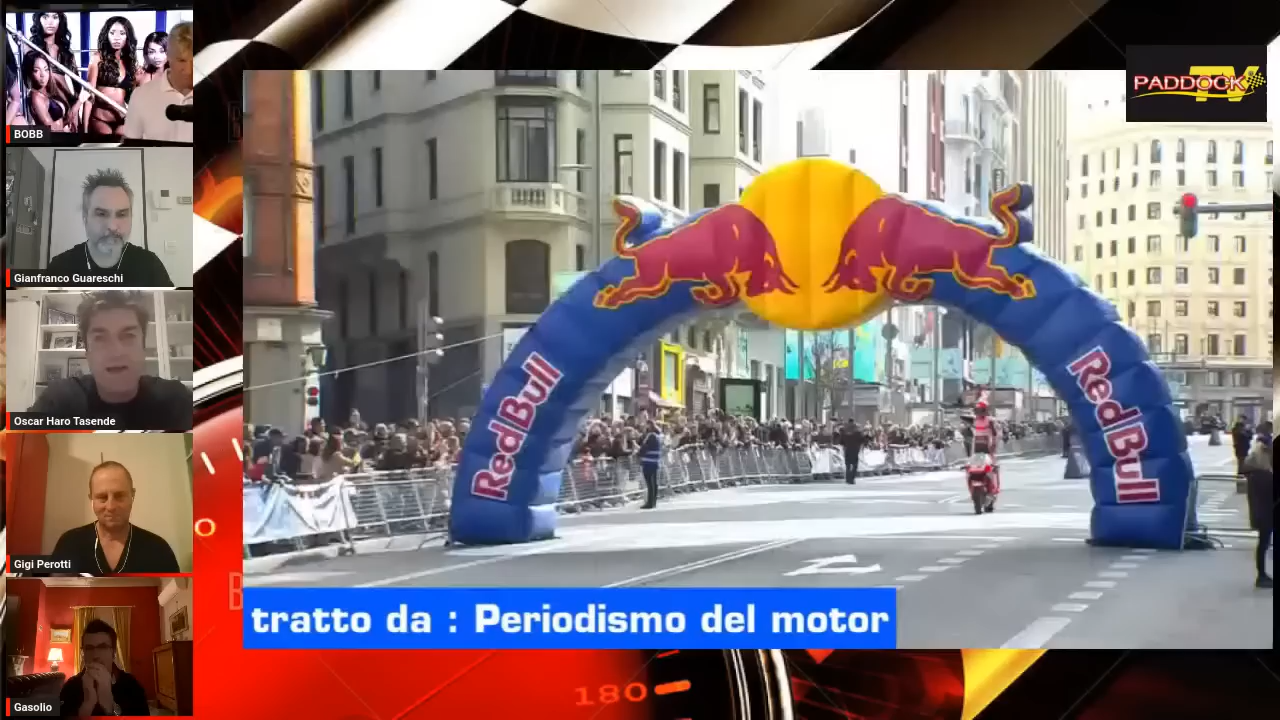 BOBB
Gianfranco Guareschi
Oscar Haro Tasende
Gigi Perotti
Gasolio
PADDOCK
TV
Red Bull
Red Bull
tratto da : Periodismo del motor
180